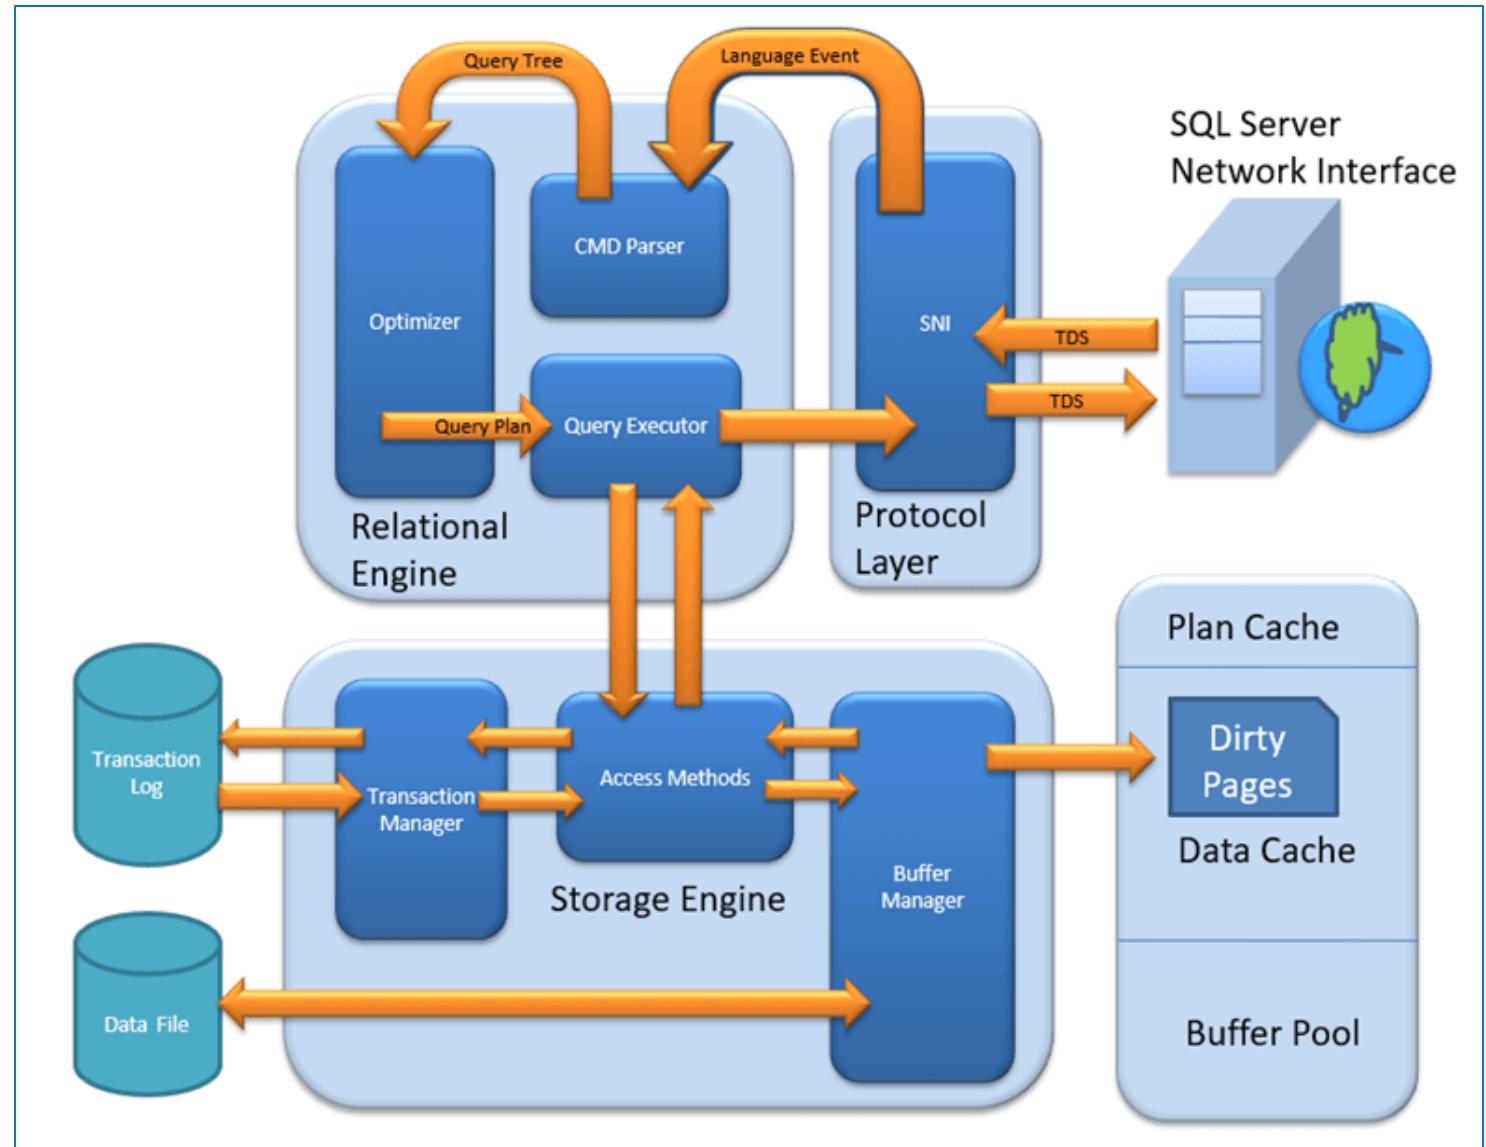 Query Tree
Language Event
SQL Server
Network Interface
CMD Parser
Optimizer
SNI
TDS
TDS
Query Plan
Query Executor
Relational
Engine
Protocol
Layer
Plan Cache
Transaction
Log
Transaction
Manager
Access Methods
Dirty
Pages
Data Cache
Buffer
Manager
Storage Engine
Data File
Buffer Pool